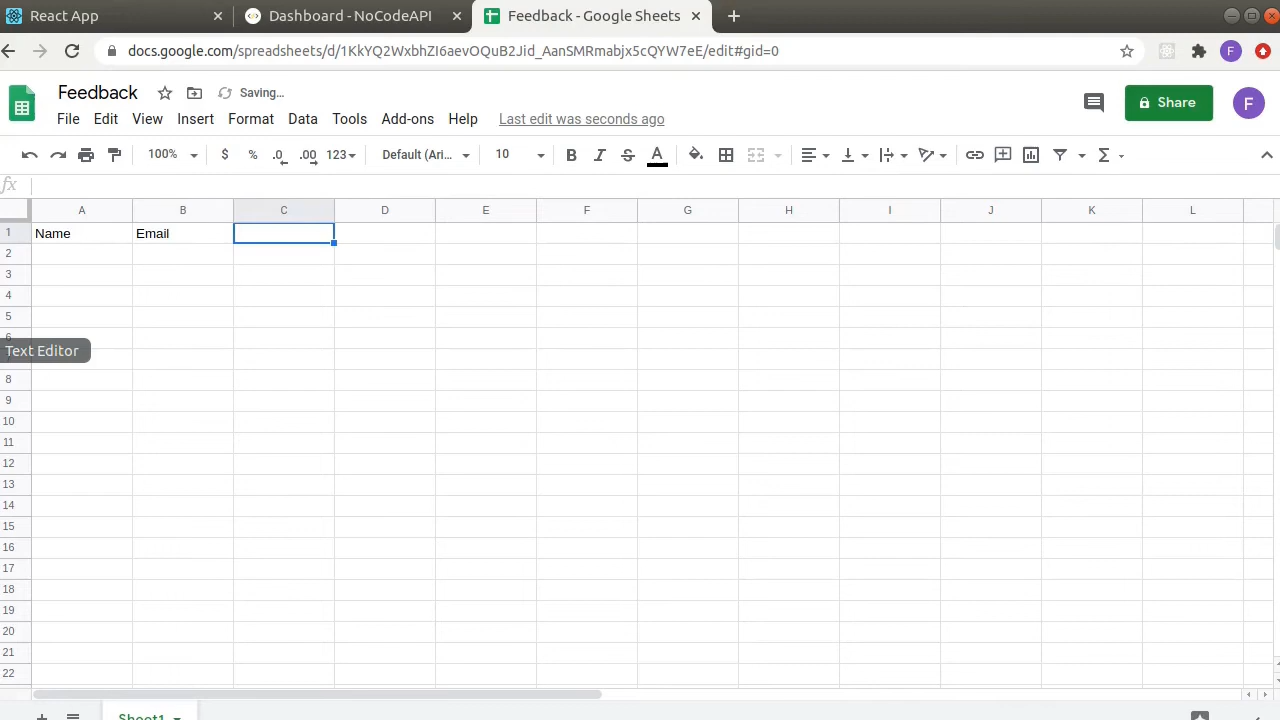 React App
Dashboard - NoCodeAPI
Feedback - Google Sheets
docs.google.com/spreadsheets/d/1KkYQ2WxbhZI6aevOQuB2Jid_AanSMRmabjx5cQYW7eE/edit#gid=0
F
Feedback
Saving…
File Edit View Insert Format Data Tools Add-ons Help Last edit was seconds ago
Share
F
100% $ % .0 .00 123 Default (Ari... 10 B I S A
fx
A B C D E F G H I J K L
1 Name Email
2
3
4
5
6
Text Editor
8
9
10
11
12
13
14
15
16
17
18
19
20
21
22
Sheet1